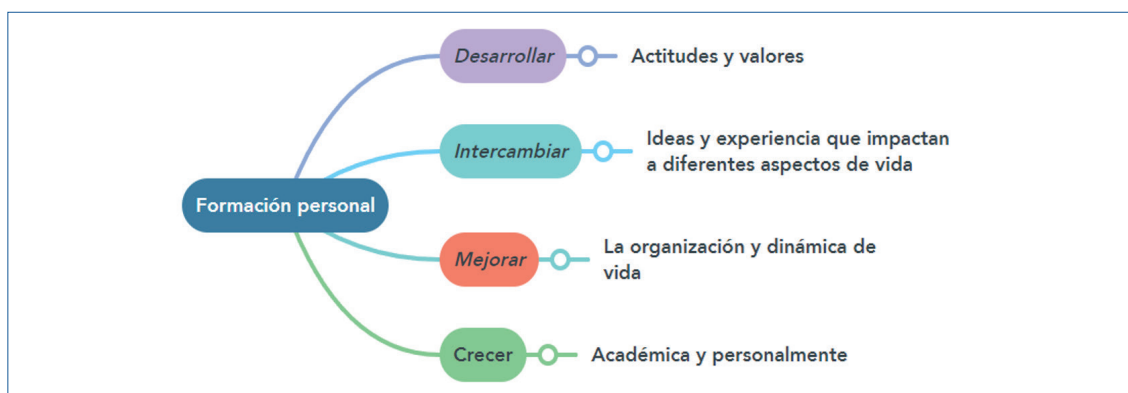 Desarrollar
Actitudes y valores
Intercambiar
Ideas y experiencia que impactan
a diferentes aspectos de vida
Formación personal
Mejorar
La organización y dinámica de
vida
Crecer
Académica y personalmente